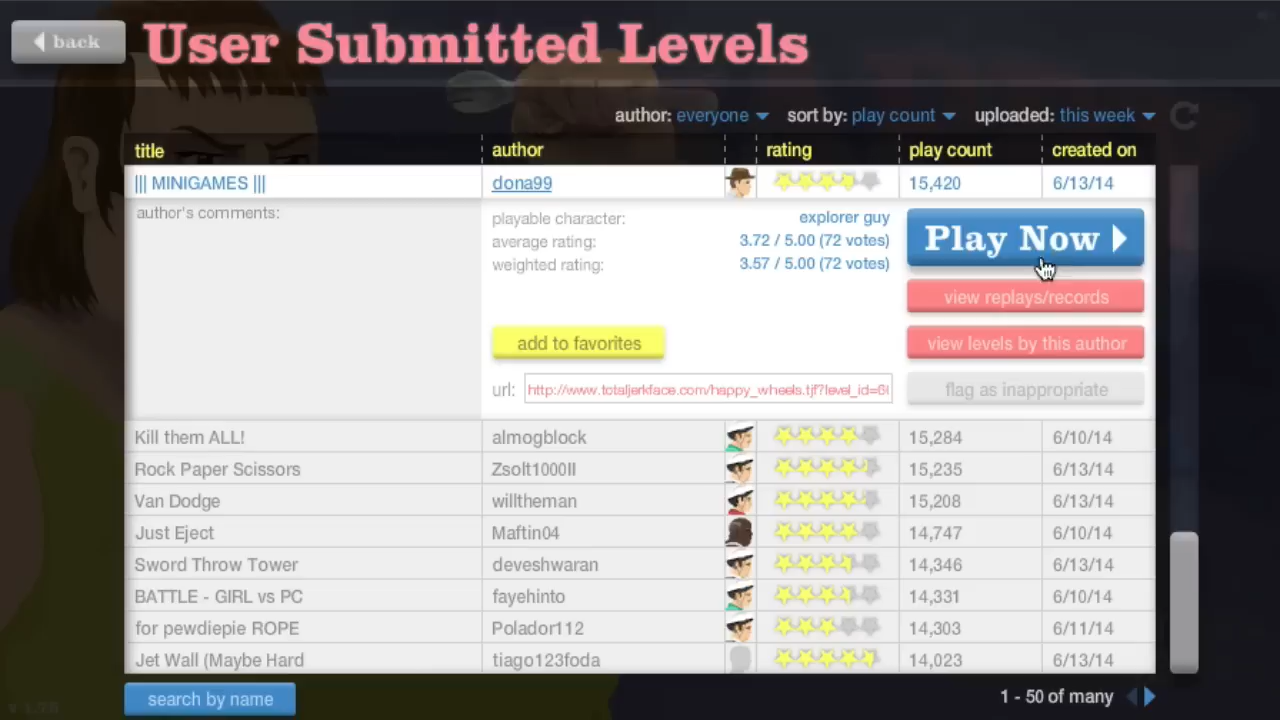 back
User Submitted Levels
author: everyone sort by: play count uploaded: this week
title author rating play count created on
||| MINIGAMES ||| dona99 15,420 6/13/14
author's comments:
playable character: explorer guy
average rating: 3.72 / 5.00 (72 votes)
weighted rating: 3.57 / 5.00 (72 votes)
Play Now
view replays/records
add to favorites
view levels by this author
url: http://www.totaljerkface.com/happy_wheels.tjf?level_id=6
flag as inappropriate
Kill them ALL! almogblock 15,284 6/10/14
Rock Paper Scissors Zsolt1000II 15,235 6/13/14
Van Dodge willtheman 15,208 6/13/14
Just Eject Maftin04 14,747 6/10/14
Sword Throw Tower deveshwaran 14,346 6/13/14
BATTLE - GIRL vs PC fayehinto 14,331 6/10/14
for pewdiepie ROPE Polador112 14,303 6/11/14
Jet Wall (Maybe Hard tiago123foda 14,023 6/13/14
search by name
1 - 50 of many